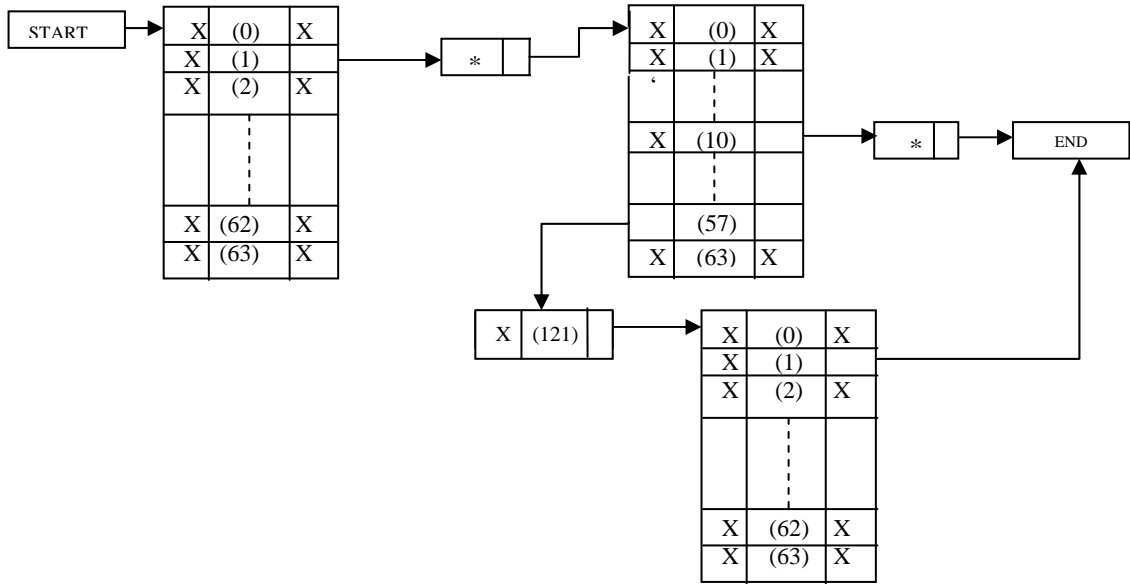 START
X (0) X
X (1)
X (2) X
X (62) X
X (63) X
*
X (0) X
X (1) X
‘
X (10)
(57)
X (63) X
*
END
X (121)
X (0) X
X (1)
X (2) X
X (62) X
X (63) X